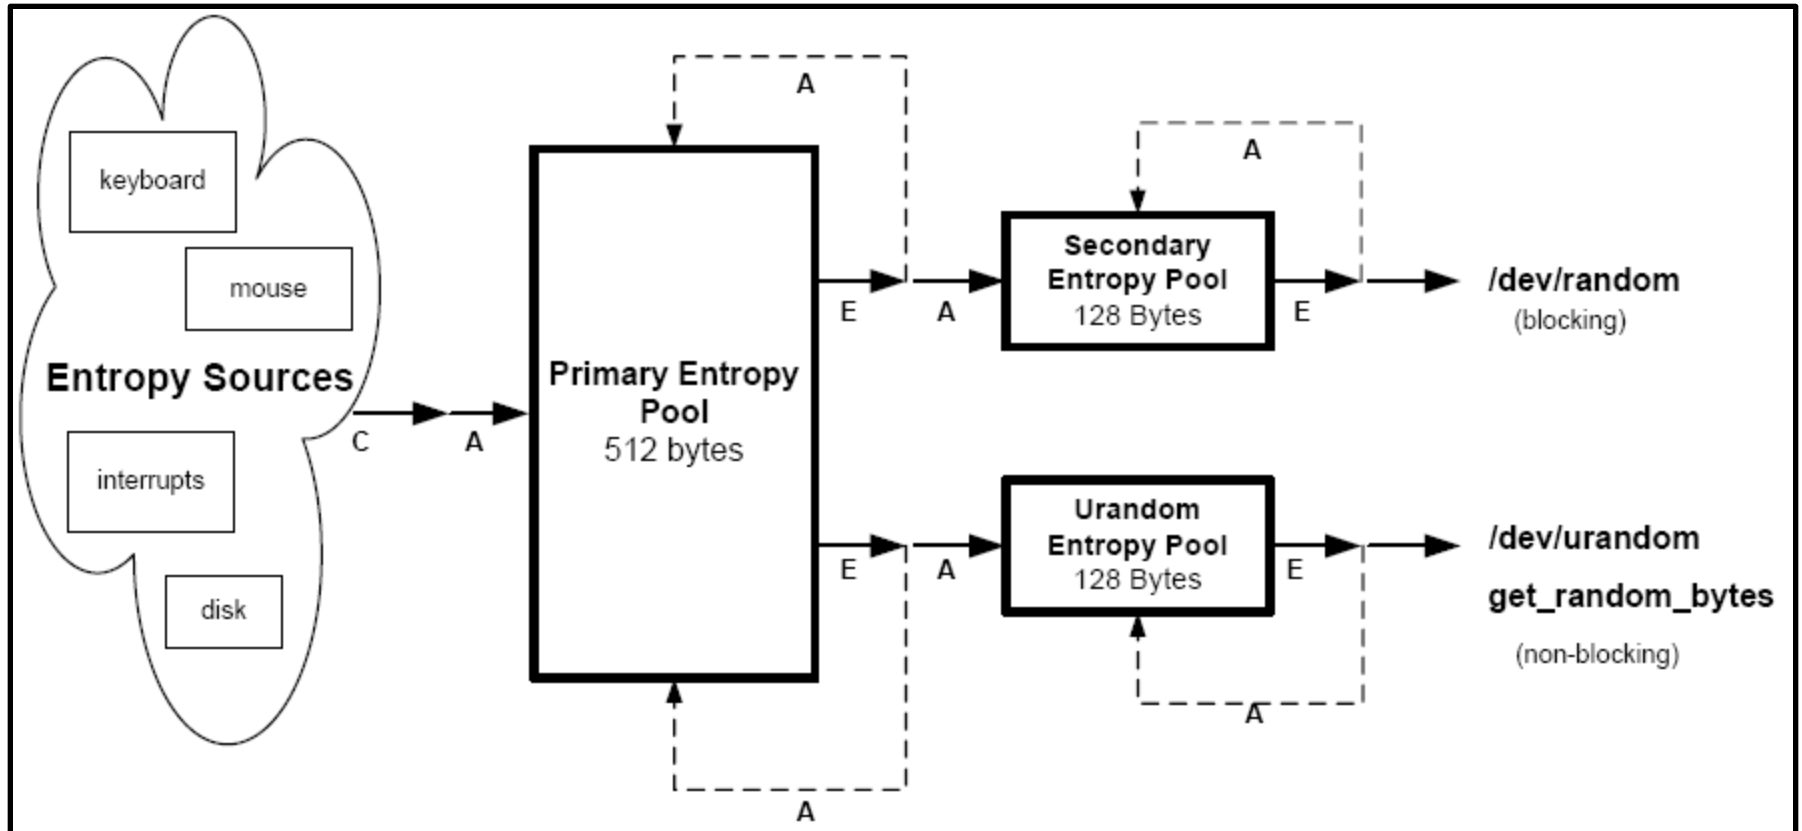 keyboard
mouse
Entropy Sources
interrupts
disk
C
A
A
Primary Entropy
Pool
512 bytes
A
E
A
E
A
A
Secondary
Entropy Pool
128 Bytes
E
Urandom
Entropy Pool
128 Bytes
E
A
/dev/random
(blocking)
/dev/urandom
get_random_bytes
(non-blocking)